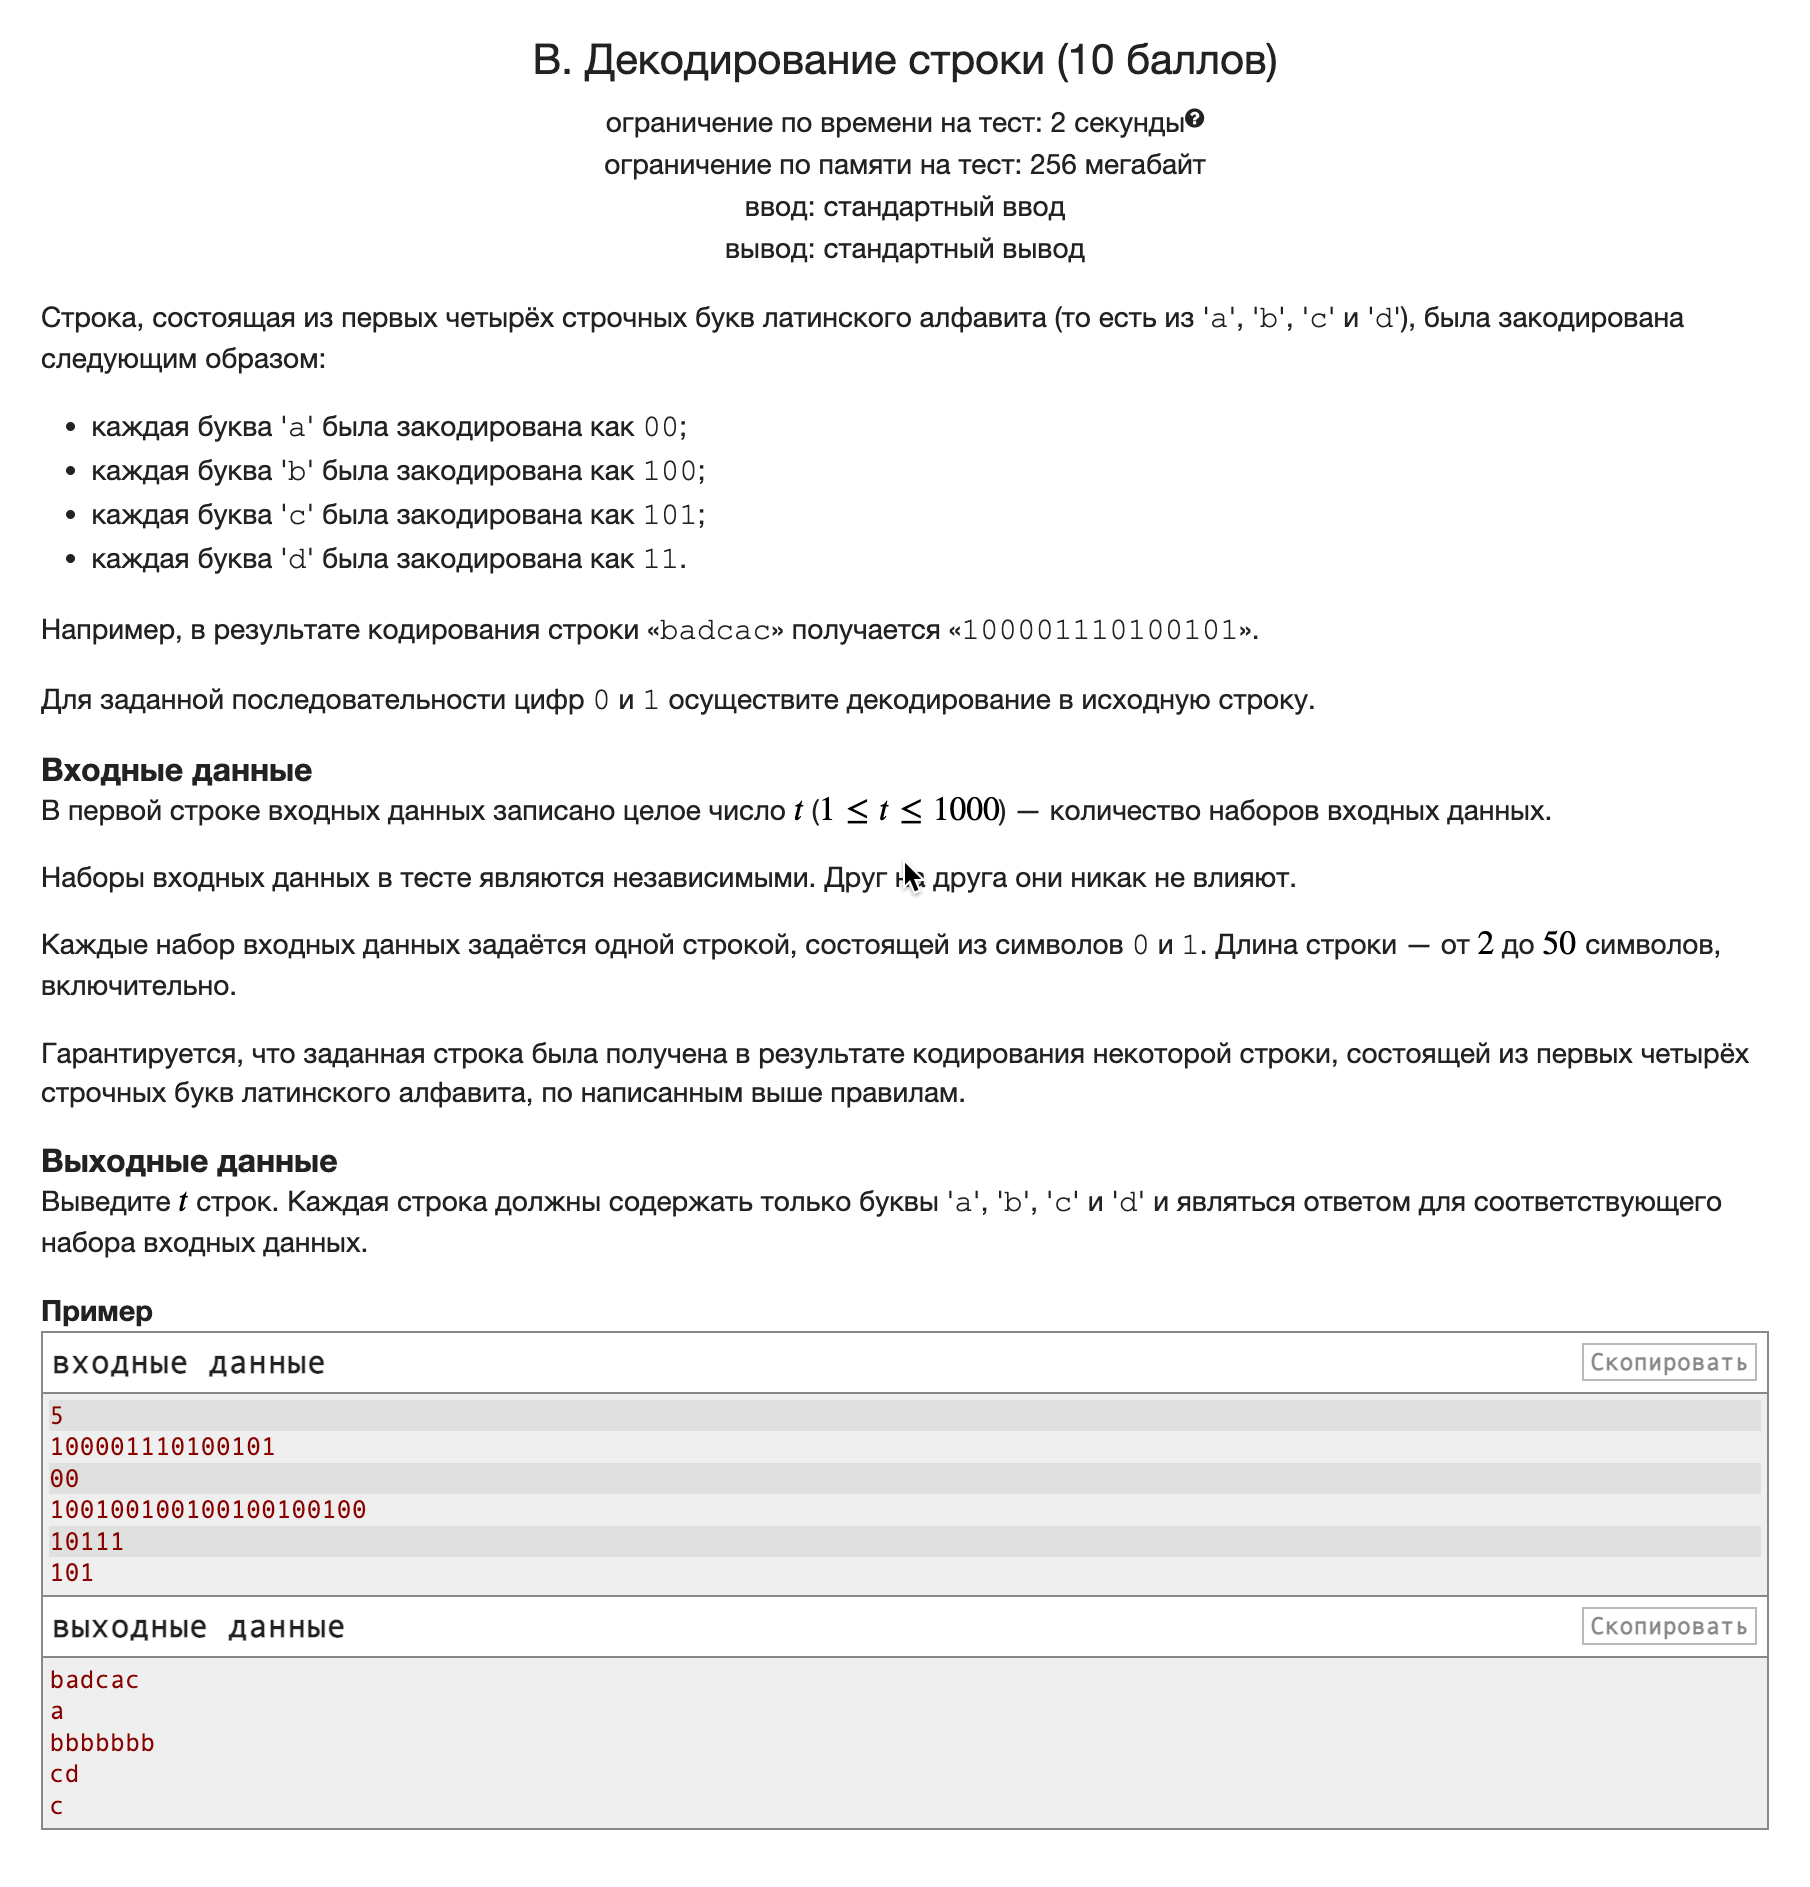 B. Декодирование строки (10 баллов)
ограничение по времени на тест: 2 секунды
ограничение по памяти на тест: 256 мегабайт
ввод: стандартный ввод
вывод: стандартный вывод
Строка, состоящая из первых четырёх строчных букв латинского алфавита (то есть из 'a', 'b', 'c' и 'd'), была закодирована
следующим образом:
• каждая буква 'a' была закодирована как 00;
• каждая буква 'b' была закодирована как 100;
• каждая буква 'c' была закодирована как 101;
• каждая буква 'd' была закодирована как 11.
Например, в результате кодирования строки «badcac» получается «100001110100101».
Для заданной последовательности цифр 0 и 1 осуществите декодирование в исходную строку.
Входные данные
В первой строке входных данных записано целое число t (1 ≤ t ≤ 1000) — количество наборов входных данных.
Наборы входных данных в тесте являются независимыми. Друг на друга они никак не влияют.
Каждые набор входных данных задаётся одной строкой, состоящей из символов 0 и 1. Длина строки — от 2 до 50 символов,
включительно.
Гарантируется, что заданная строка была получена в результате кодирования некоторой строки, состоящей из первых четырёх
строчных букв латинского алфавита, по написанным выше правилам.
Выходные данные
Выведите t строк. Каждая строка должны содержать только буквы 'a', 'b', 'c' и 'd' и являться ответом для соответствующего
набора входных данных.
Пример
входные данные
Скопировать
5
100001110100101
00
100100100100100100100
10111
101
выходные данные
Скопировать
badcac
a
bbbbbbb
cd
c